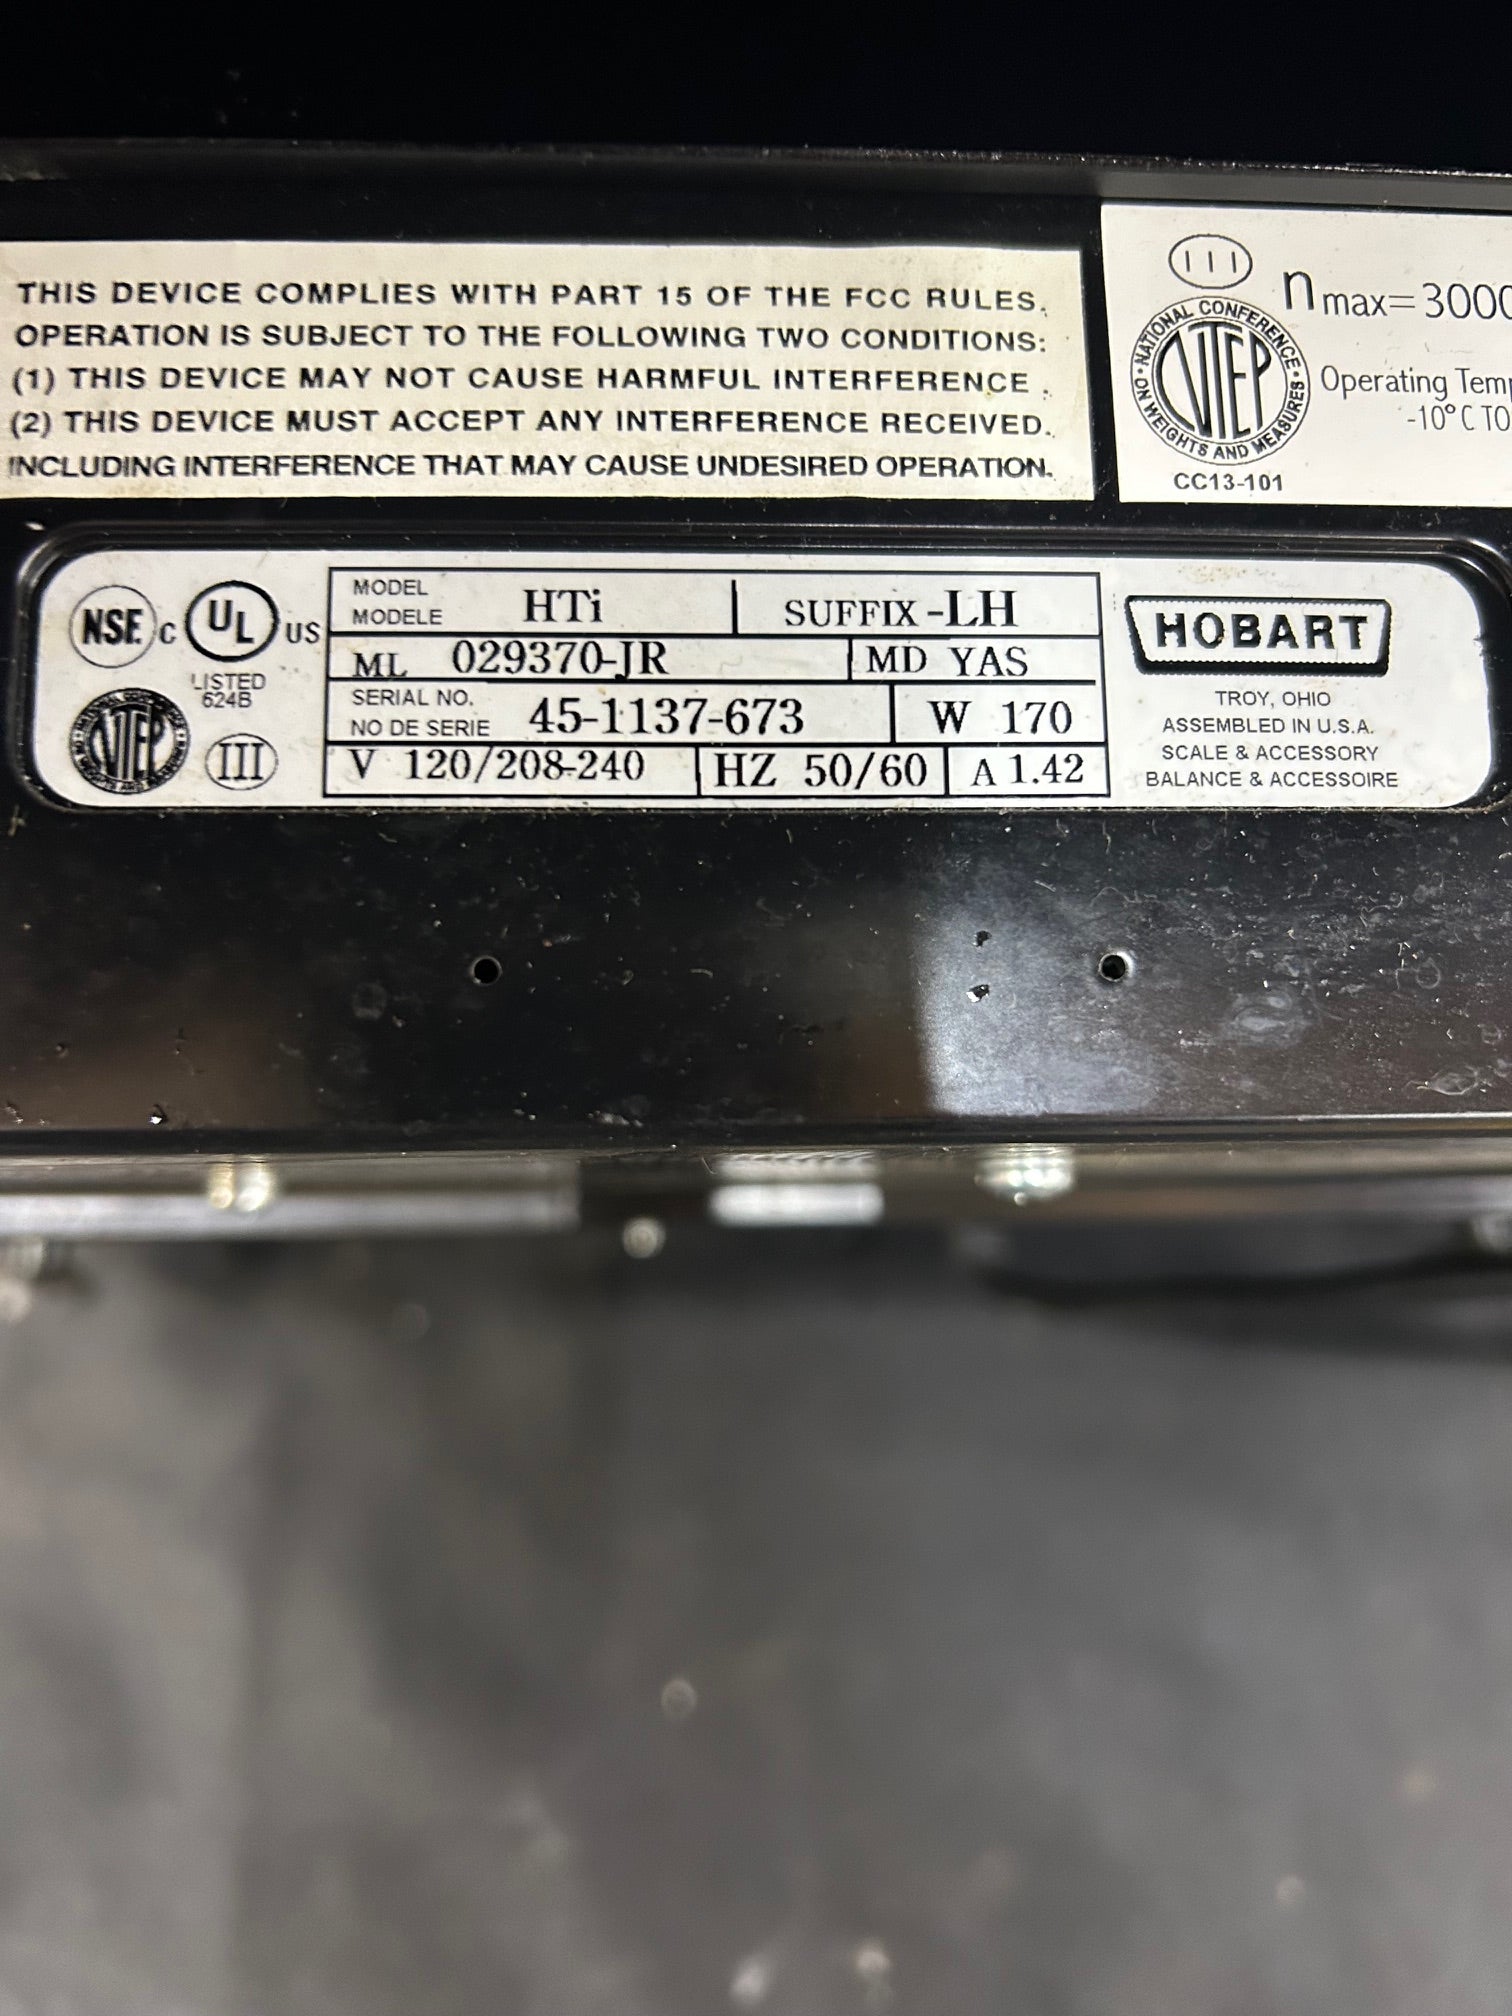 THIS DEVICE COMPLIES WITH PART 15 OF THE FCC RULES.
OPERATION IS SUBJECT TO THE FOLLOWING TWO CONDITIONS:
(1) THIS DEVICE MAY NOT CAUSE HARMFUL INTERFERENCE .
(2) THIS DEVICE MUST ACCEPT ANY INTERFERENCE RECEIVED.
INCLUDING INTERFERENCE THAT MAY CAUSE UNDESIRED OPERATION.
III
nmax=3000
NATIONAL CONFERENCE
NTEP
ON WEIGHTS AND MEASURES
Operating Temp
-10° C TO
CC13-101
NSF
C UL US
LISTED
624B
NTEP
III
MODEL
MODELE HTi SUFFIX -LH
ML 029370-JR MD YAS
SERIAL NO.
NO DE SERIE 45-1137-673 W 170
V 120/208-240 HZ 50/60 A 1.42
HOBART
TROY, OHIO
ASSEMBLED IN U.S.A.
SCALE & ACCESSORY
BALANCE & ACCESSOIRE